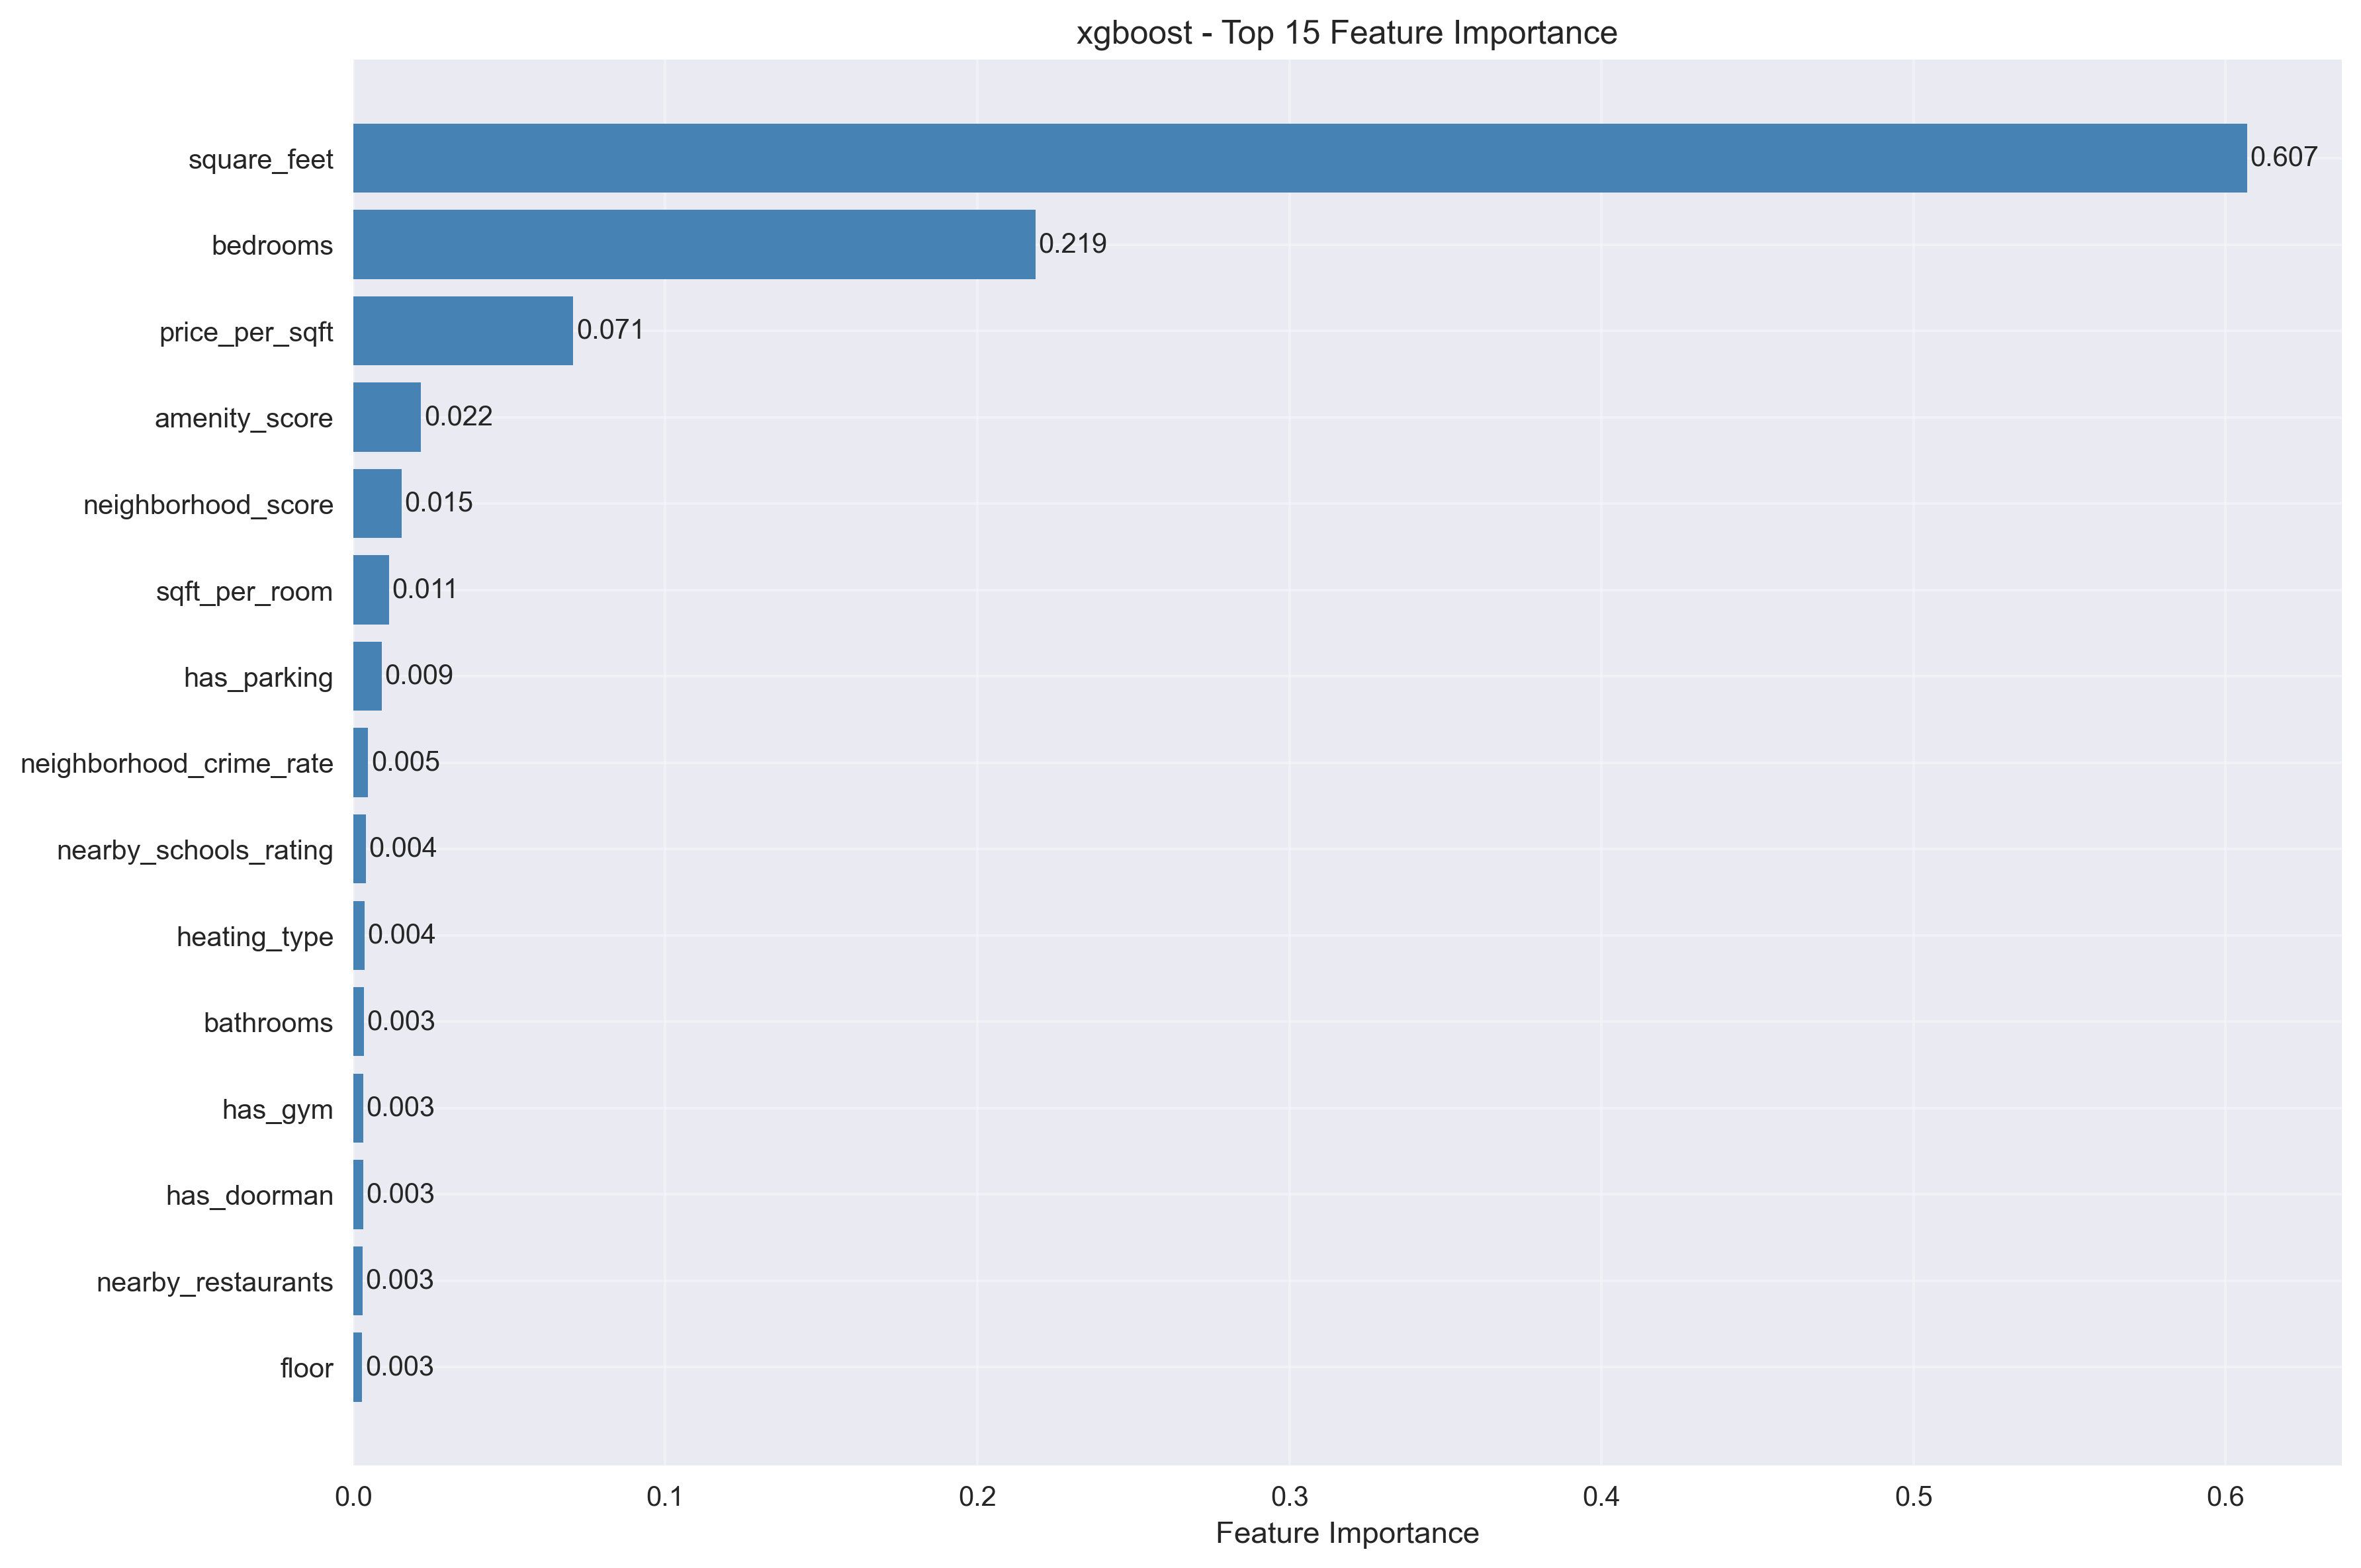 xgboost - Top 15 Feature Importance
square_feet 0.607
bedrooms 0.219
price_per_sqft 0.071
amenity_score 0.022
neighborhood_score 0.015
sqft_per_room 0.011
has_parking 0.009
neighborhood_crime_rate 0.005
nearby_schools_rating 0.004
heating_type 0.004
bathrooms 0.003
has_gym 0.003
has_doorman 0.003
nearby_restaurants 0.003
floor 0.003
0.0 0.1 0.2 0.3 0.4 0.5 0.6
Feature Importance